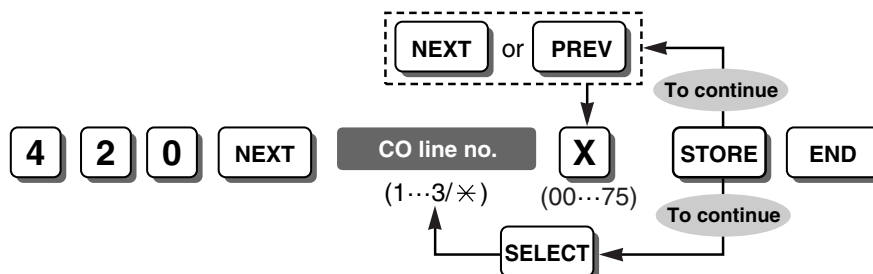 NEXT or PREV
To continue
4 2 0 NEXT CO line no. X STORE END
(1···3/✳) (00···75)
To continue
SELECT